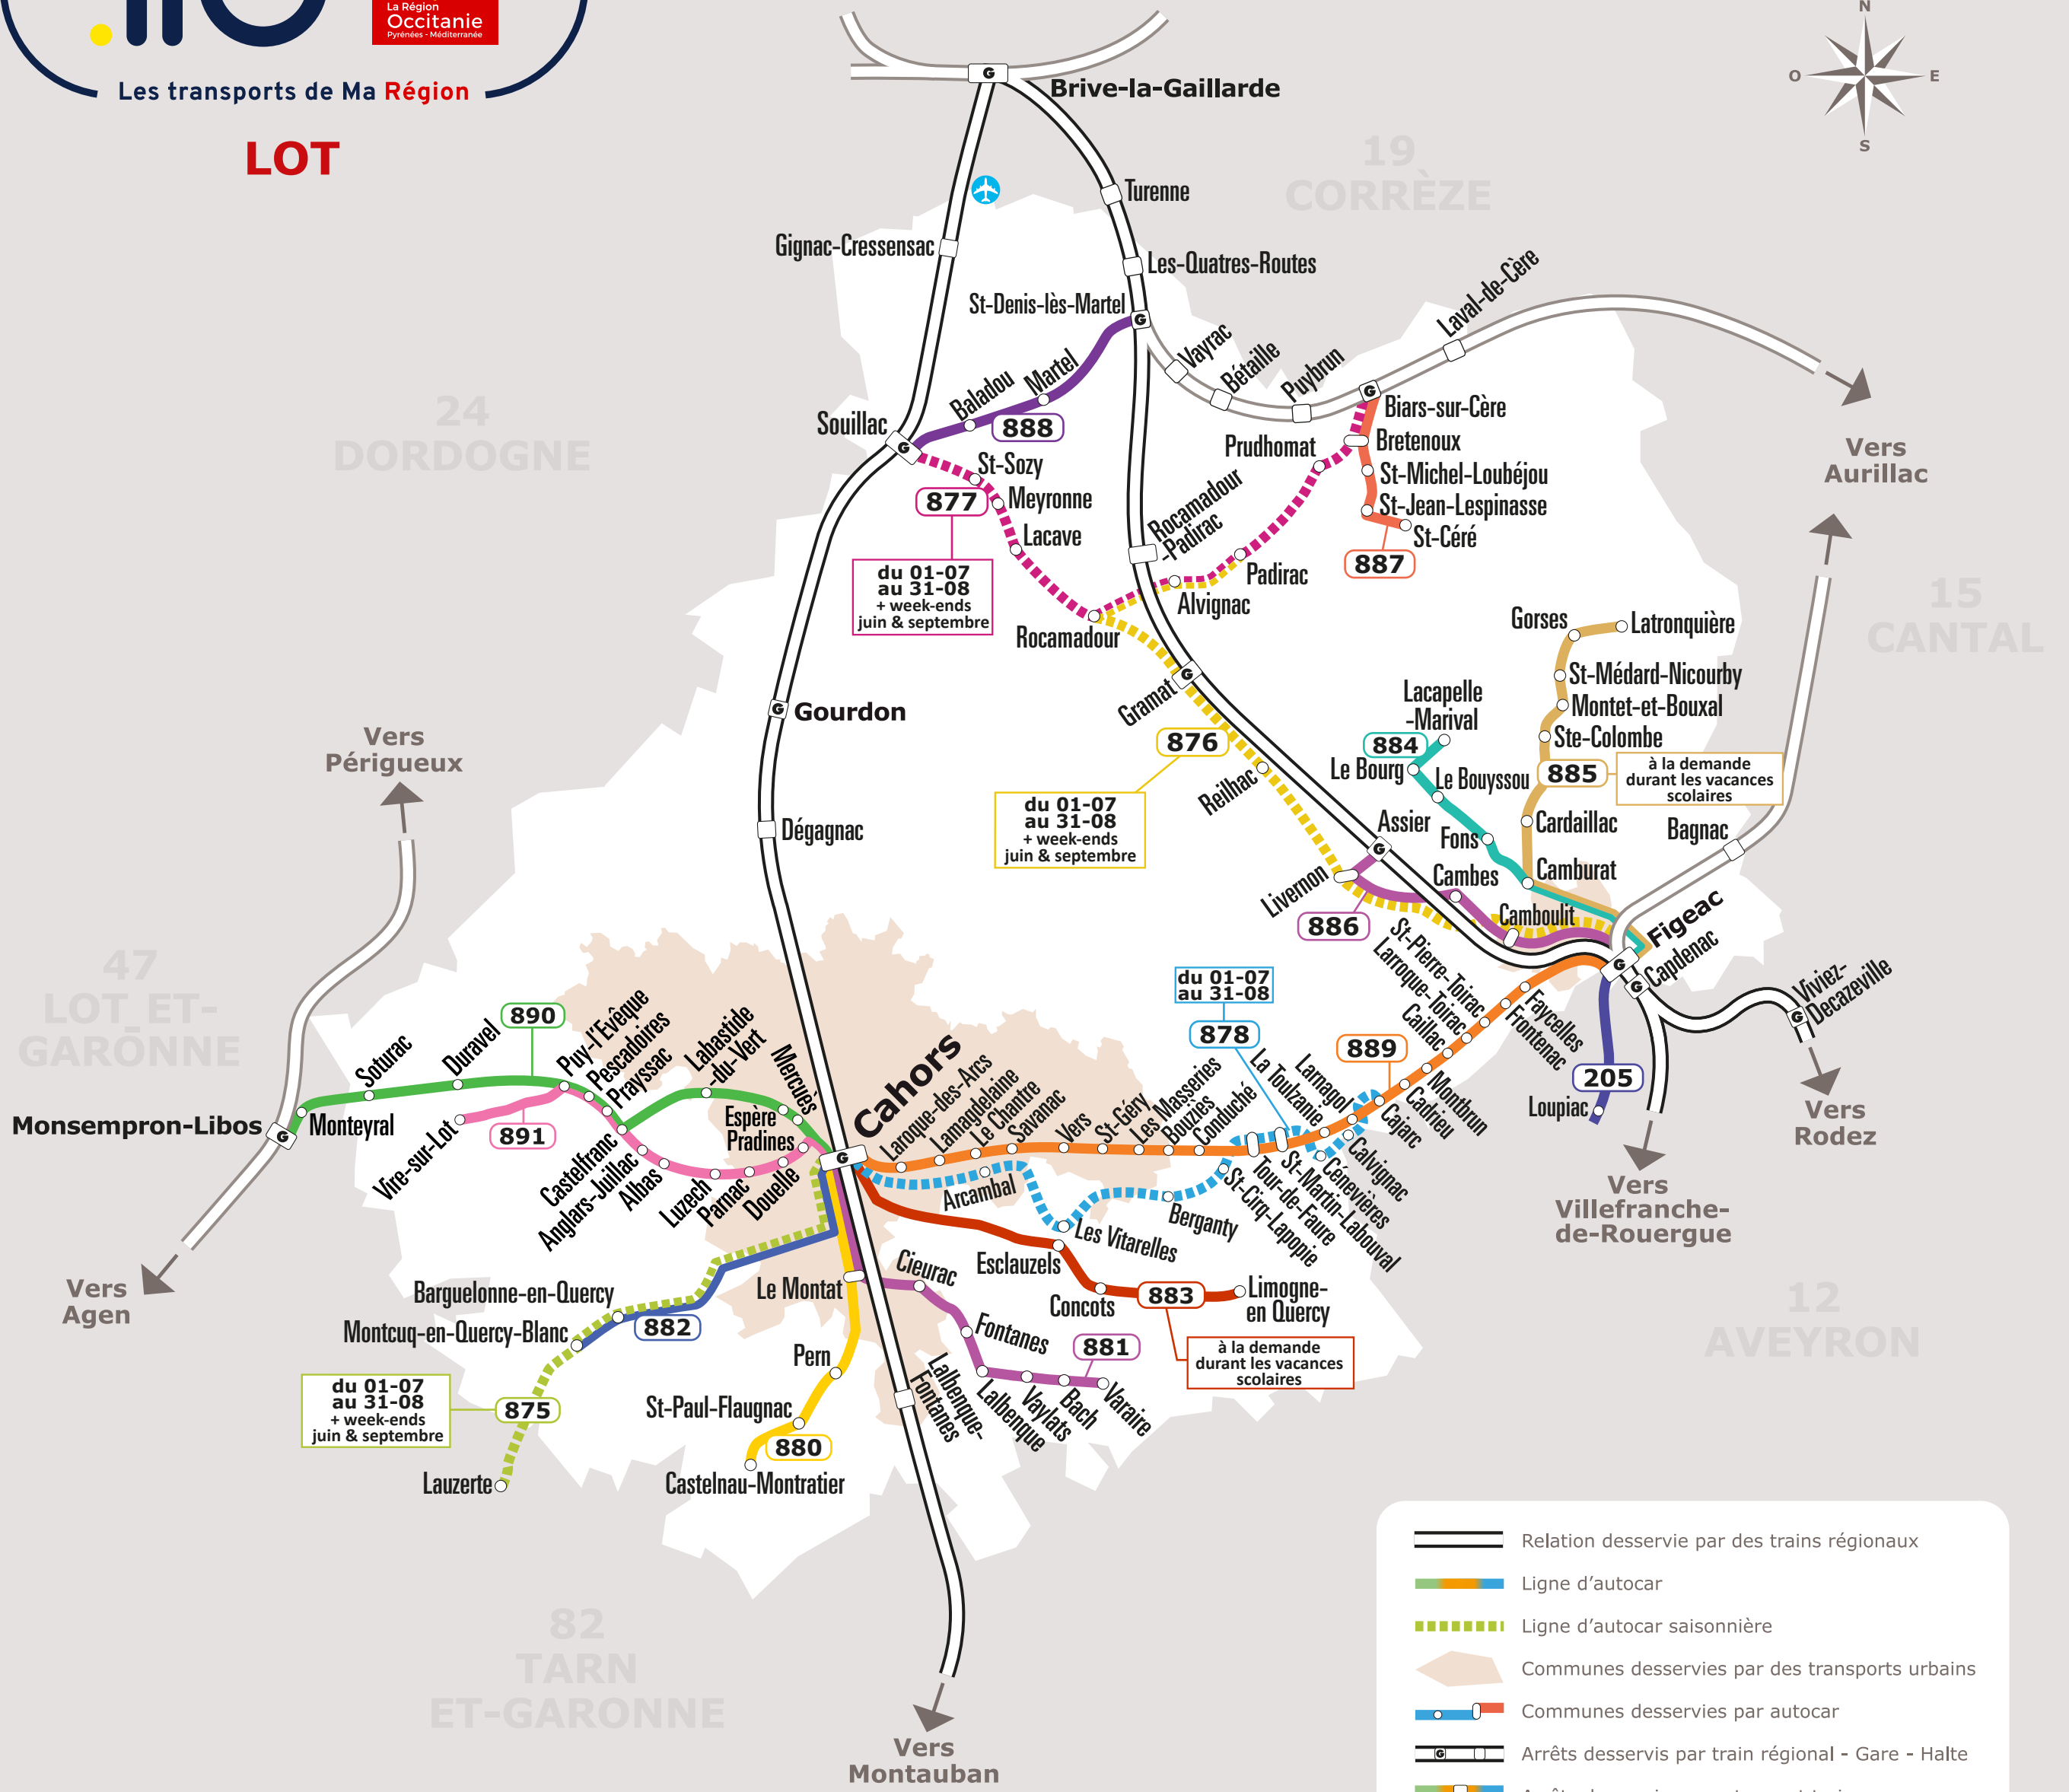 La Région
Occitanie
Pyrénées - Méditerranée
Les transports de Ma Région
LOT
N
O
E
S
Brive-la-Gaillarde
19
CORRÈZE
Turenne
Gignac-Cressensac
Les-Quatres-Routes
St-Denis-lès-Martel
Vayrac
Bétaille
Puybrun
Laval-de-Cère
Vers
Aurillac
24
DORDOGNE
Souillac
Baladou
Martel
888
Biars-sur-Cère
Bretenoux
Prudhomat
St-Michel-Loubéjou
St-Jean-Lespinasse
St-Céré
887
St-Sozy
877
Meyronne
Lacave
du 01-07
au 31-08
+ week-ends
juin & septembre
Rocamadour
-Padirac
Padirac
Alvignac
Rocamadour
15
CANTAL
Gorses
Latronquière
St-Médard-Nicourby
Montet-et-Bouxal
Ste-Colombe
885
à la demande
durant les vacances
scolaires
Cardaillac
Camburat
Bagnac
Lacapelle
-Marival
884
Le Bourg
Le Bouyssou
Fons
Gramat
876
du 01-07
au 31-08
+ week-ends
juin & septembre
Reilhac
Assier
Livernon
Cambes
886
Camboulit
Figeac
Capdenac
Viviez-
Decazeville
Vers
Rodez
205
Loupiac
Vers
Villefranche-
de-Rouergue
Gourdon
Dégagnac
Vers
Périgueux
47
LOT ET-
GARONNE
Monsempron-Libos
Vers
Agen
Monteyral
Soturac
Duravel
890
Puy-l'Evêque
Pescadoires
Prayssac
Labastide
-du-Vert
Mercuès
Espère
Pradines
Vire-sur-Lot
891
Castelfranc
Anglars-Juillac
Albas
Luzech
Parnac
Douelle
Cahors
Laroque-des-Arcs
Lamagdelaine
Le Chantre
Savanac
Vers
St-Géry
Les Masseries
Bouziès
Conduché
La Toulzanie
Larnagol
du 01-07
au 31-08
878
889
Cajarc
Cadrieu
Montbrun
Caillac
Larroque-Toirac
St-Pierre-Toirac
Frontenac
Faycelles
Arcambal
Les Vitarelles
Berganty
St-Cirq-Lapopie
Tour-de-Faure
St-Martin-Labouval
Cénevières
Calvignac
Esclauzels
Concots
883
Limogne-
en Quercy
à la demande
durant les vacances
scolaires
12
AVEYRON
Barguelonne-en-Quercy
Montcuq-en-Quercy-Blanc
882
Le Montat
Cieurac
Fontanes
Lalbenque
Vaylats
Bach
Varaire
881
Pern
St-Paul-Flaugnac
880
Castelnau-Montratier
Lalbenque-
Fontanes
du 01-07
au 31-08
+ week-ends
juin & septembre
875
Lauzerte
82
TARN
ET-GARONNE
Vers
Montauban
Relation desservie par des trains régionaux
Ligne d'autocar
Ligne d'autocar saisonnière
Communes desservies par des transports urbains
Communes desservies par autocar
Arrêts desservis par train régional - Gare - Halte